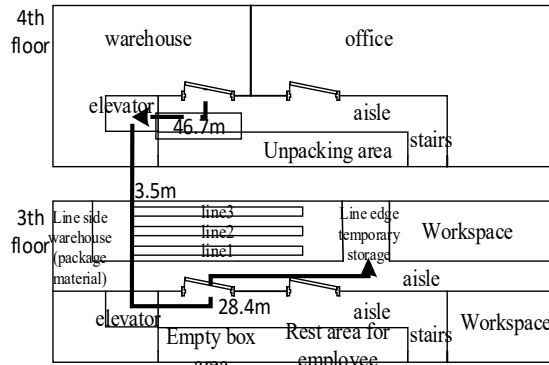 4th
floor
warehouse
office
elevator
46.7m
aisle
stairs
Unpacking area
3.5m
3th
floor
Line side
warehouse
(package
material)
line3
line2
line1
Line edge
temporary
storage
Workspace
aisle
28.4m
aisle
elevator
Empty box
area
Rest area for
employee
stairs
Workspace